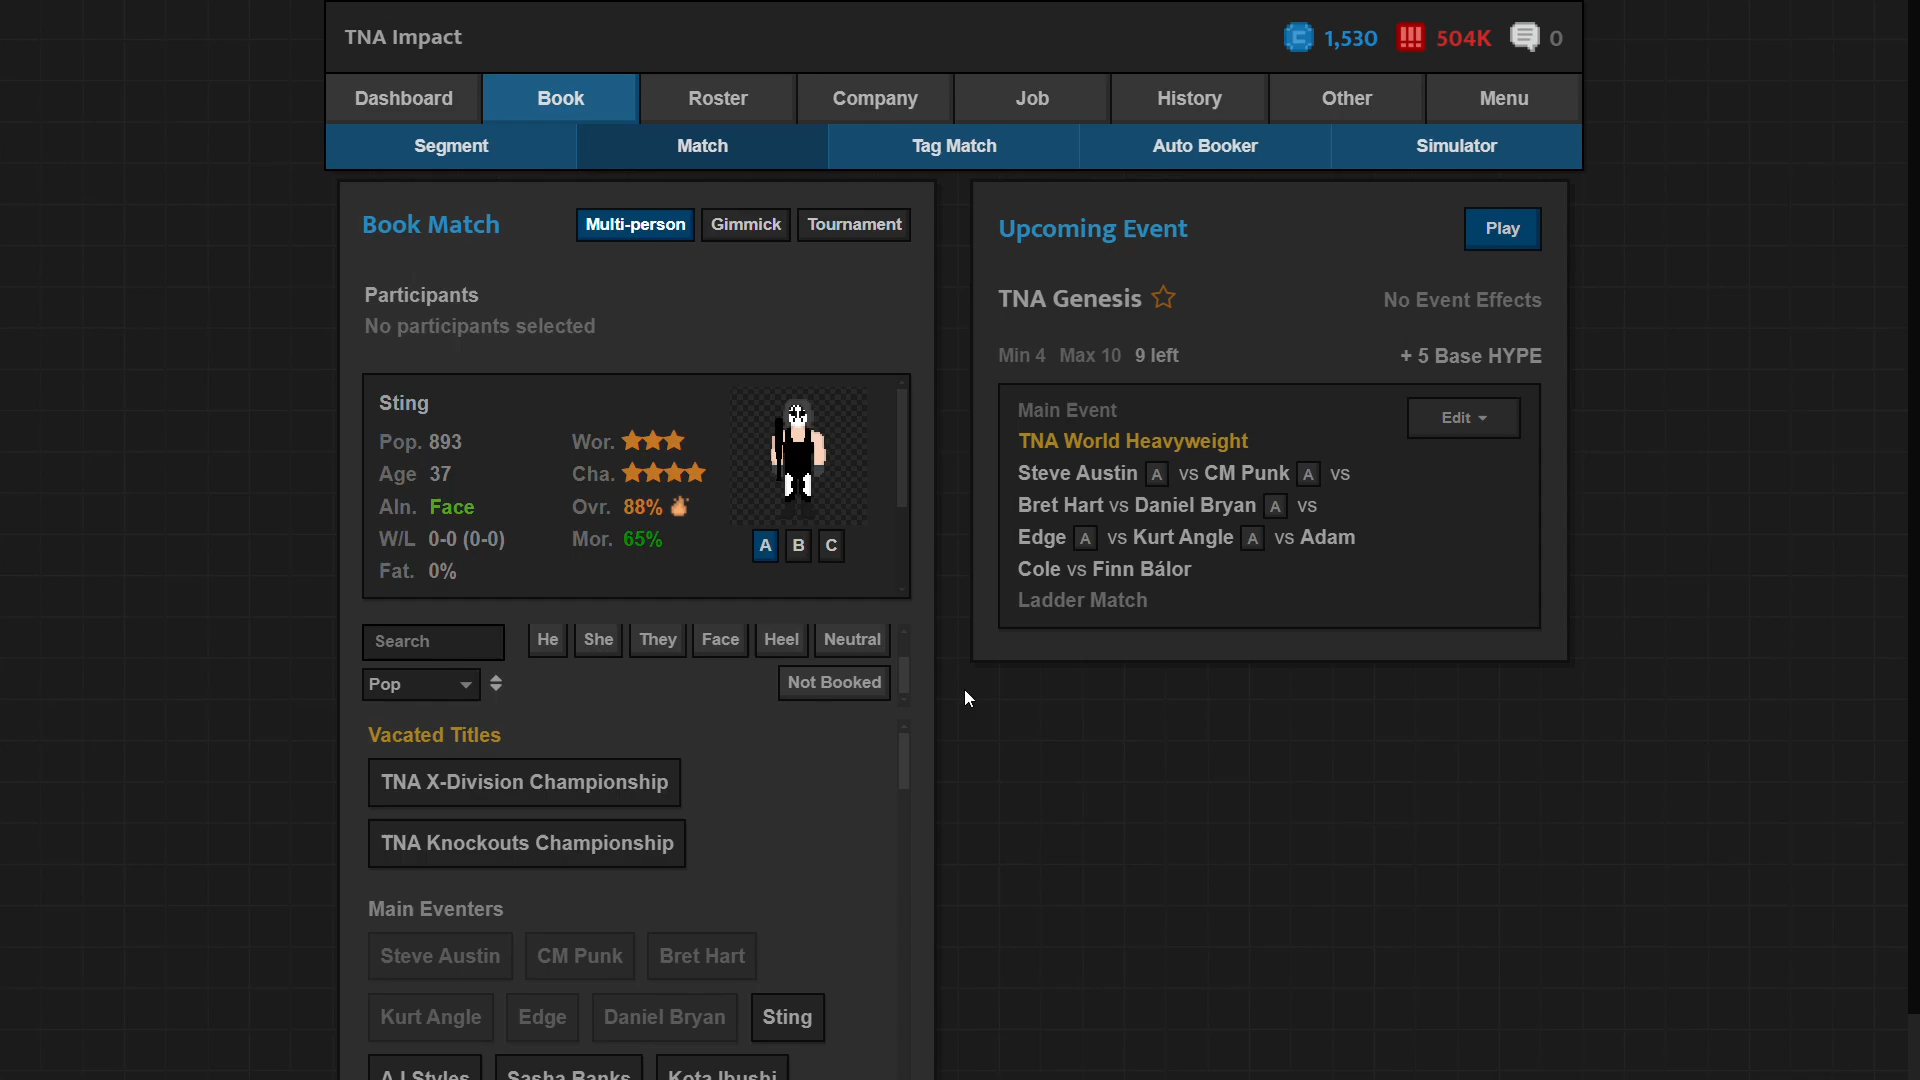 TNA Impact
1,530
504K
0
Dashboard
Book
Roster
Company
Job
History
Other
Menu
Segment
Match
Tag Match
Auto Booker
Simulator
Book Match
Multi-person
Gimmick
Tournament
Participants
No participants selected
Sting
Pop. 893
Wor.
Age 37
Cha.
Aln. Face
Ovr. 88%
W/L 0-0 (0-0)
Mor. 65%
Fat. 0%
A B C
Search
He She They Face Heel Neutral
Pop
Not Booked
Vacated Titles
TNA X-Division Championship
TNA Knockouts Championship
Main Eventers
Steve Austin CM Punk Bret Hart
Kurt Angle Edge Daniel Bryan Sting
AJ Styles Sasha Banks Kota Ibushi
Upcoming Event
Play
TNA Genesis
No Event Effects
Min 4 Max 10 9 left
+ 5 Base HYPE
Main Event
Edit
TNA World Heavyweight
Steve Austin A vs CM Punk A vs
Bret Hart vs Daniel Bryan A vs
Edge A vs Kurt Angle A vs Adam
Cole vs Finn Bálor
Ladder Match